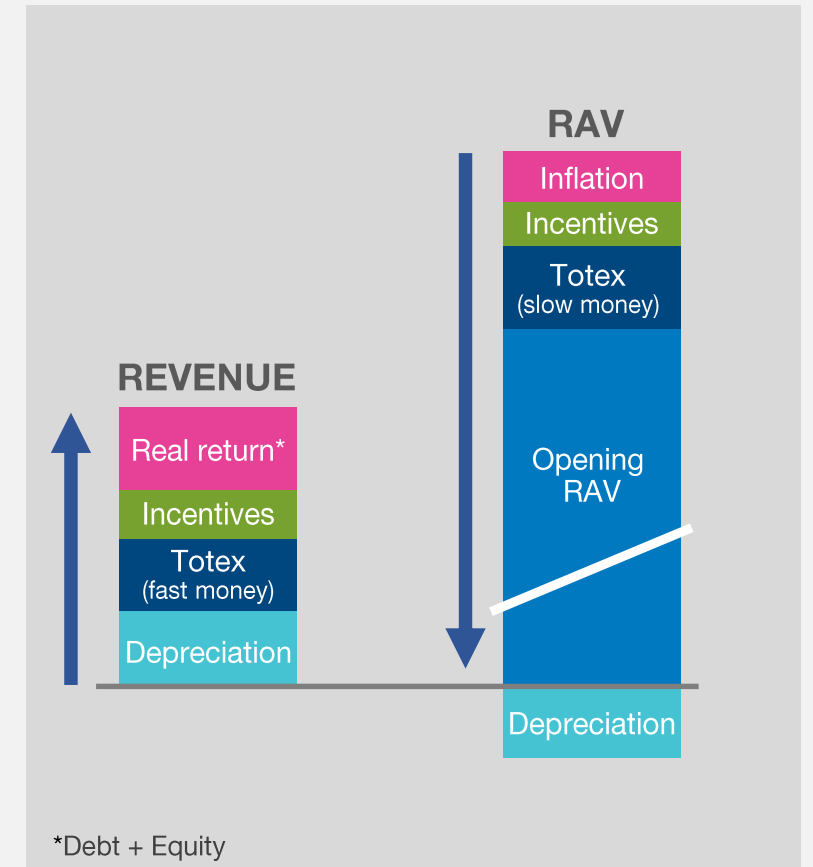 RAV
Inflation
Incentives
Totex
(slow money)
Opening
RAV
Depreciation
REVENUE
Real return*
Incentives
Totex
(fast money)
Depreciation
*Debt + Equity